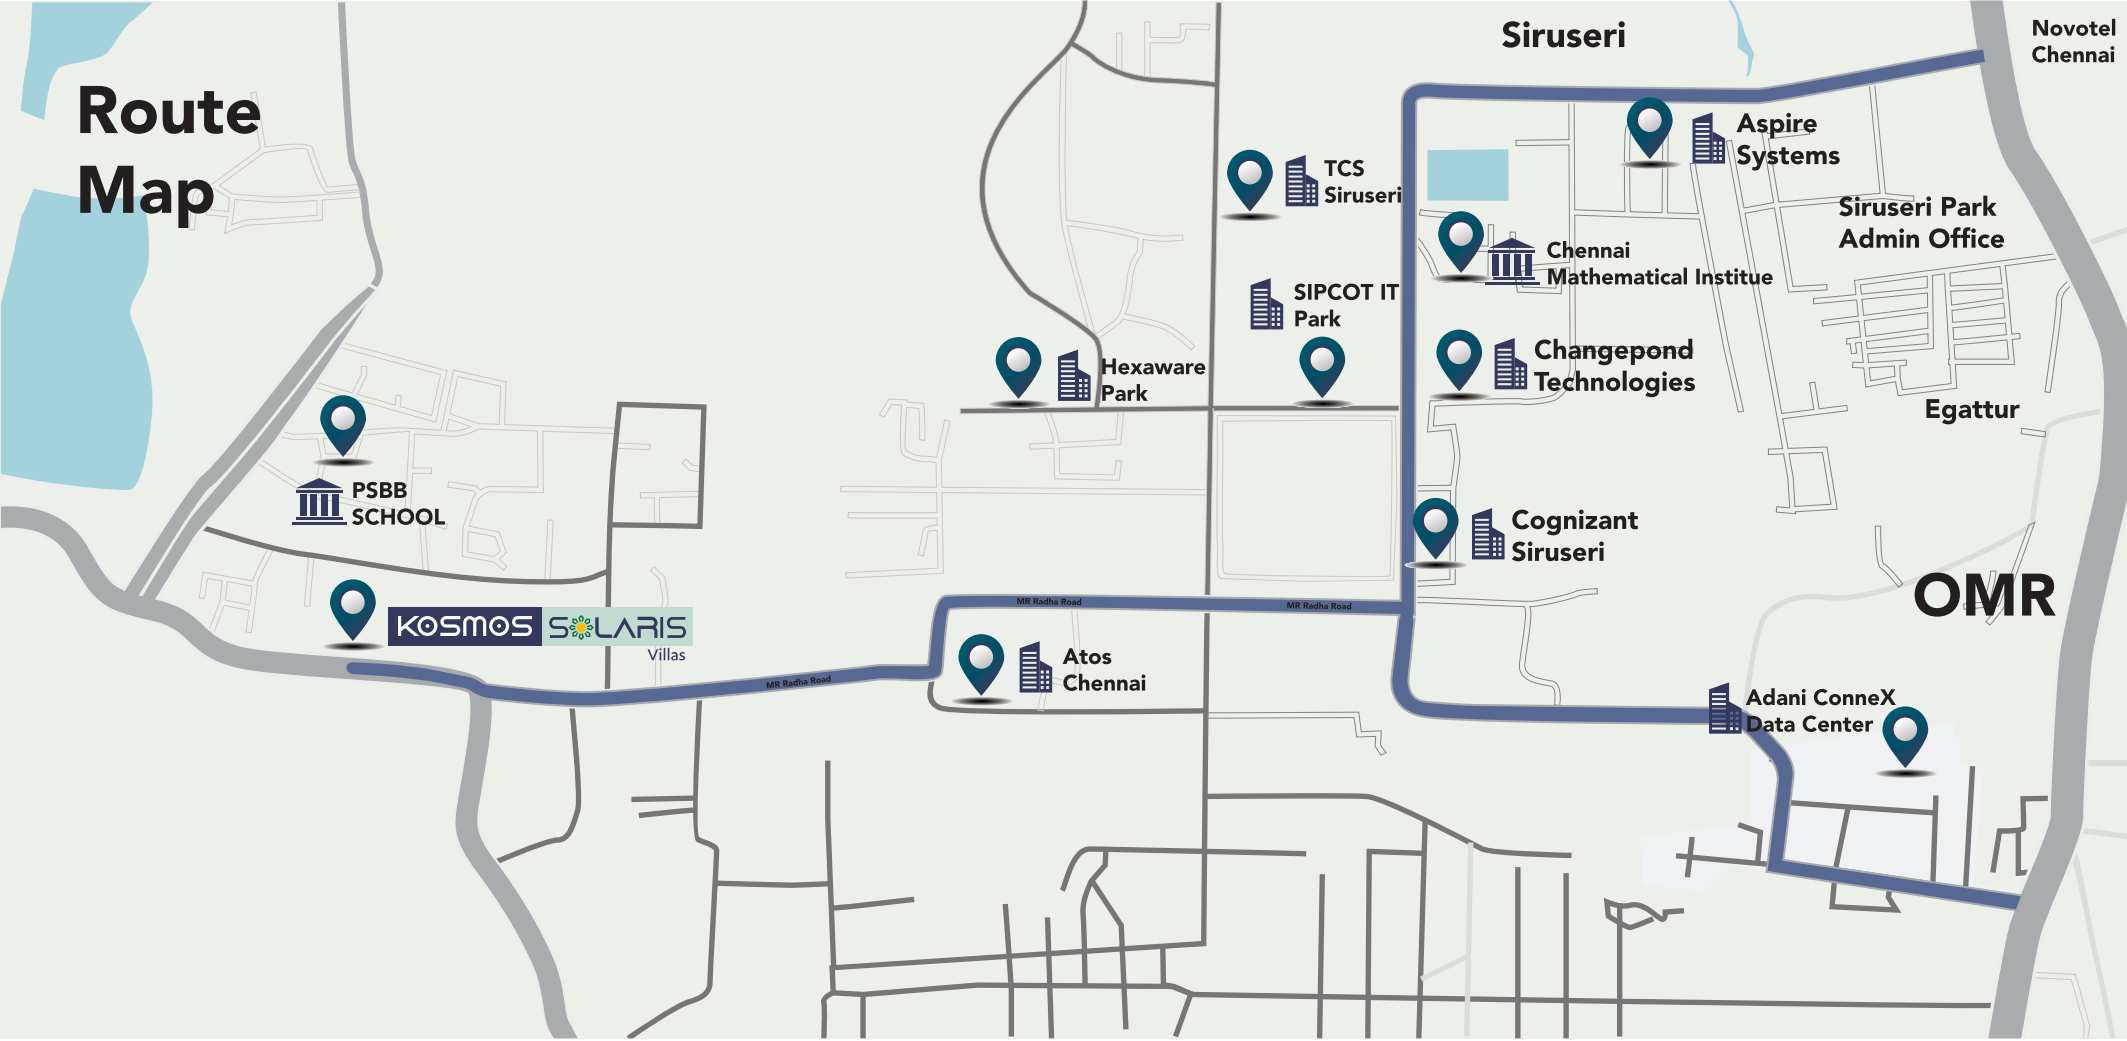 Route
Map
Siruseri
Novotel
Chennai
Aspire
Systems
TCS
Siruseri
Siruseri Park
Admin Office
Chennai
Mathematical Institue
SIPCOT IT
Park
Changepond
Technologies
Hexaware
Park
Egattur
PSBB
SCHOOL
Cognizant
Siruseri
OMR
MR Radha Road
MR Radha Road
KOSMOS SOLARIS
Villas
Atos
Chennai
MR Radha Road
Adani ConneX
Data Center